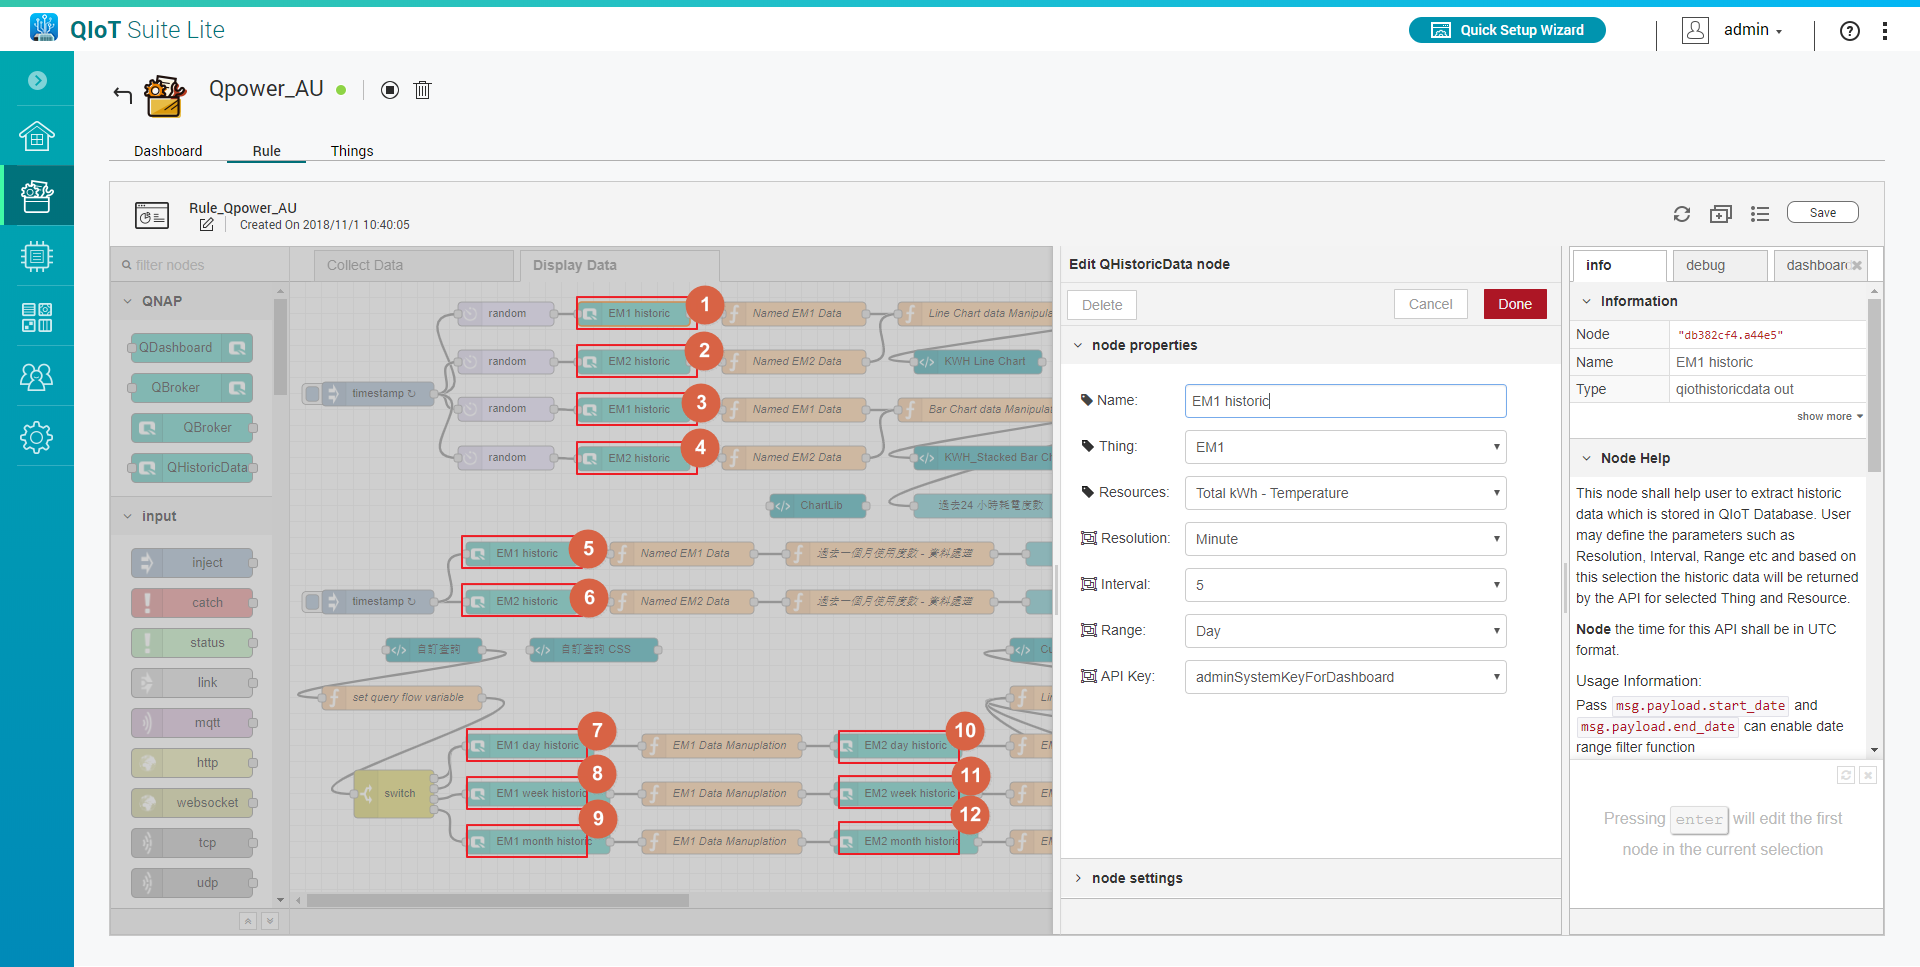 QIoT Suite Lite
Quick Setup Wizard
admin
Qpower_AU
Dashboard
Rule
Things
Rule_Qpower_AU
Created On 2018/11/1 10:40:05
Save
filter nodes
QNAP
QDashboard
QBroker
QBroker
QHistoricData
input
inject
catch
status
link
mqtt
http
websocket
tcp
udp
Collect Data
Display Data
random
EM1 historic
1
Named EM1 Data
Line Chart data Manipula
random
EM2 historic
2
Named EM2 Data
KWH Line Chart
timestamp ↻
random
EM1 historic
3
Named EM1 Data
Bar Chart data Manipulat
random
EM2 historic
4
Named EM2 Data
KWH_Stacked Bar Ch
ChartLib
過去24 小時耗電度數
EM1 historic
5
Named EM1 Data
過去一個月使用度數 - 資料處理
timestamp ↻
EM2 historic
6
Named EM2 Data
過去一個月使用度數 - 資料處理
自訂查詢
自訂查詢 CSS
Cu
set query flow variable
Lir
EM1 day historic
7
EM1 Data Manuplation
EM2 day historic
10
EM
switch
EM1 week historic
8
EM1 Data Manuplation
EM2 week historic
11
EM
EM1 month historic
9
EM1 Data Manuplation
EM2 month historic
12
EM
Edit QHistoricData node
Delete
Cancel
Done
node properties
Name:
EM1 historic
Thing:
EM1
Resources:
Total kWh - Temperature
Resolution:
Minute
Interval:
5
Range:
Day
API Key:
adminSystemKeyForDashboard
node settings
info
debug
dashboard
Information
Node
"db382cf4.a44e5"
Name
EM1 historic
Type
qiothistoricdata out
show more
Node Help
This node shall help user to extract historic
data which is stored in QIoT Database. User
may define the parameters such as
Resolution, Interval, Range etc and based on
this selection the historic data will be returned
by the API for selected Thing and Resource.
Node the time for this API shall be in UTC
format.
Usage Information:
Pass msg.payload.start_date and
msg.payload.end_date can enable date
range filter function
Pressing enter will edit the first
node in the current selection